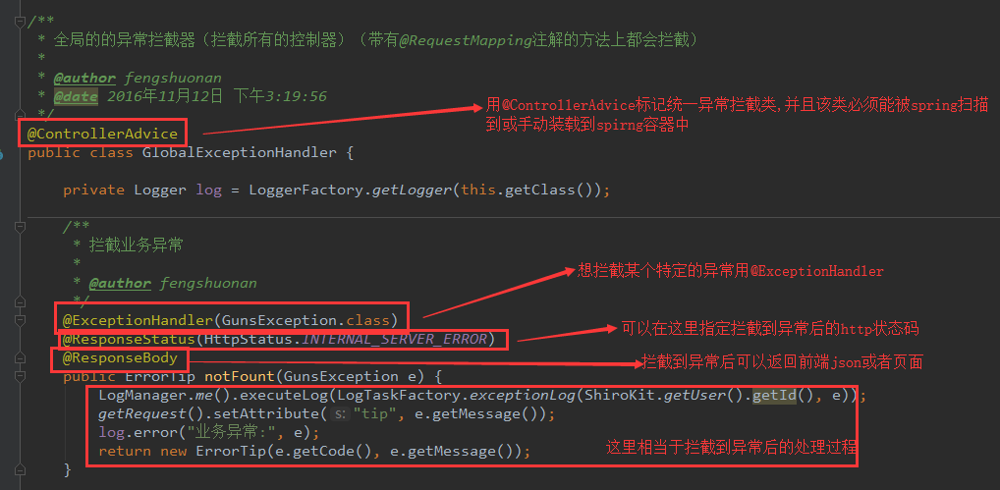 /**
 * 全局的的异常拦截器（拦截所有的控制器）（带有@RequestMapping注解的方法上都会拦截）
 *
 * @author fengshuonan
 * @date 2016年11月12日 下午3:19:56
 */
用@ControllerAdvice标记统一异常拦截类,并且该类必须能被spring扫描
到或手动装载到spirng容器中
@ControllerAdvice
public class GlobalExceptionHandler {
private Logger log = LoggerFactory.getLogger(this.getClass());
/**
 * 拦截业务异常
 *
想拦截某个特定的异常用@ExceptionHandler
 * @author fengshuonan
 */
@ExceptionHandler(GunsException.class)
可以在这里指定拦截到异常后的http状态码
@ResponseStatus(HttpStatus.INTERNAL_SERVER_ERROR)
@ResponseBody
拦截到异常后可以返回前端json或者页面
public ErrorTip notFount(GunsException e) {
LogManager.me().executeLog(LogTaskFactory.exceptionLog(ShiroKit.getUser().getId(), e));
getRequest().setAttribute( s: "tip", e.getMessage());
log.error("业务异常:", e);
return new ErrorTip(e.getCode(), e.getMessage());
这里相当于拦截到异常后的处理过程
}